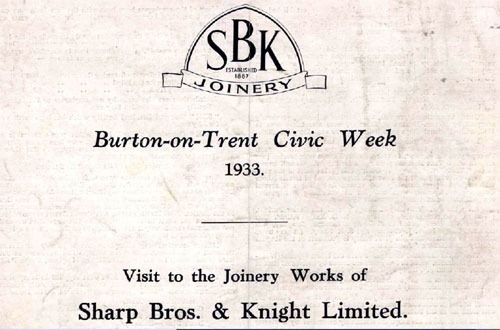 SBK
ESTABLISHED
1887
JOINERY
Burton-on-Trent Civic Week
1933.
Visit to the Joinery Works of
Sharp Bros. & Knight Limited.